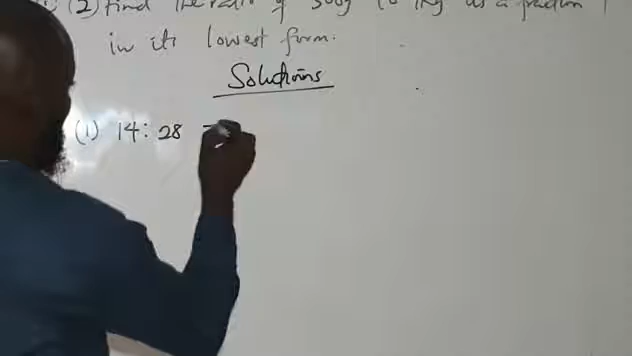 (2) find the ratio of 500g to 1kg as a fraction
in its lowest form.
Solutions
(1) 14 : 28